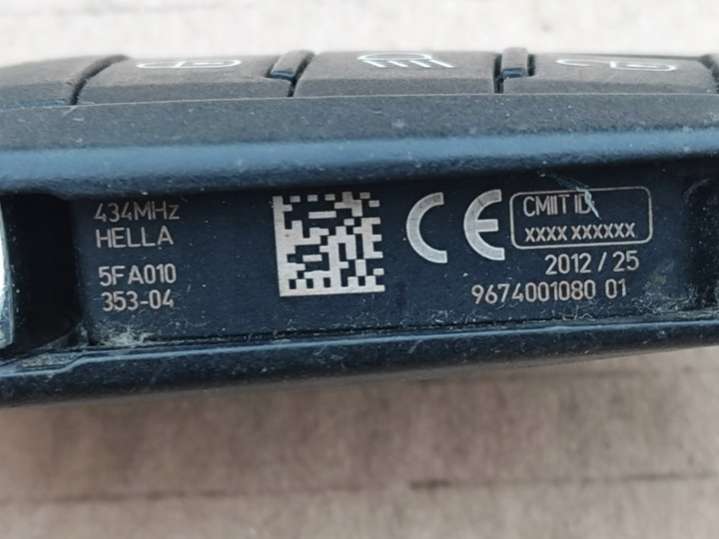 434MHz
HELLA
5FA010
353-04
CE
CMIIT ID
XXXX XXXXXX
2012/25
9674001080 01